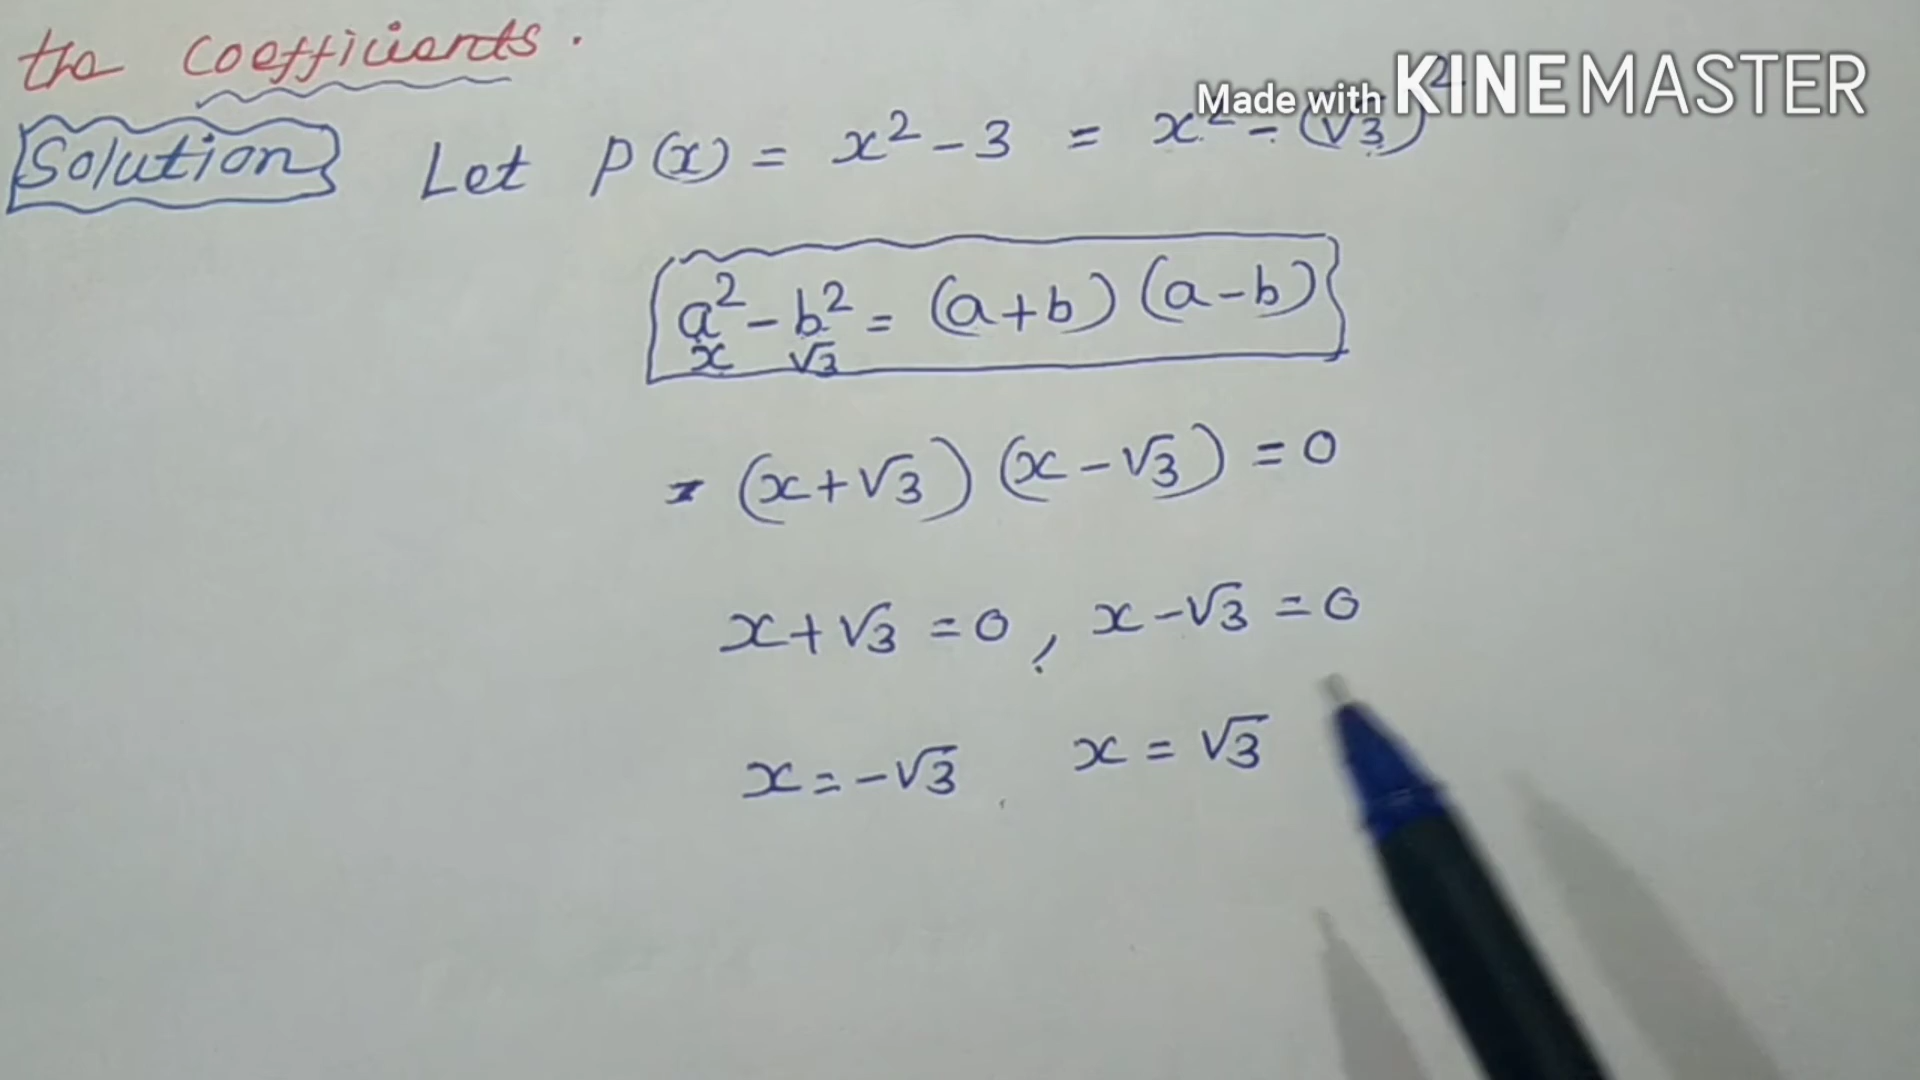 the coefficients.
Made with KINEMASTER
Solution Let P(x) = x² - 3 = x² - (√3)²
a² - b² = (a+b) (a-b)
x √3
= (x+√3) (x-√3) = 0
x+√3 = 0, x-√3 = 0
x = -√3 x = √3